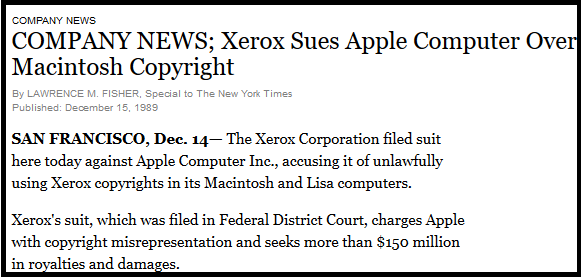 COMPANY NEWS
COMPANY NEWS; Xerox Sues Apple Computer Over
Macintosh Copyright
By LAWRENCE M. FISHER, Special to The New York Times
Published: December 15, 1989
SAN FRANCISCO, Dec. 14— The Xerox Corporation filed suit
here today against Apple Computer Inc., accusing it of unlawfully
using Xerox copyrights in its Macintosh and Lisa computers.
Xerox's suit, which was filed in Federal District Court, charges Apple
with copyright misrepresentation and seeks more than $150 million
in royalties and damages.